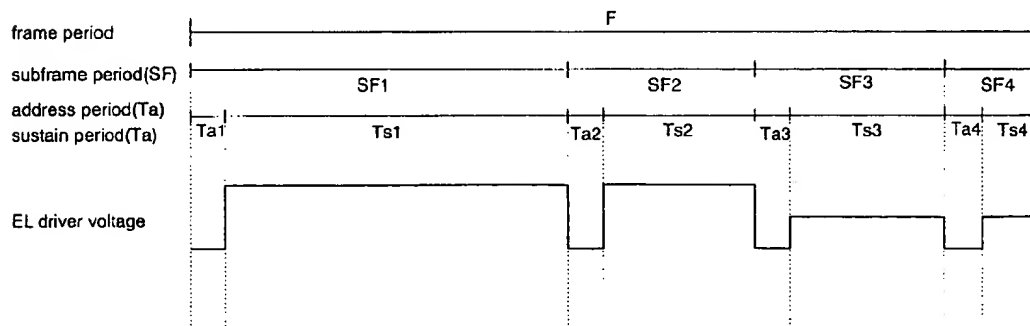 F
frame period
subframe period(SF)
SF1 SF2 SF3 SF4
address period(Ta)
sustain period(Ta)
Ta1 Ts1 Ta2 Ts2 Ta3 Ts3 Ta4 Ts4
EL driver voltage